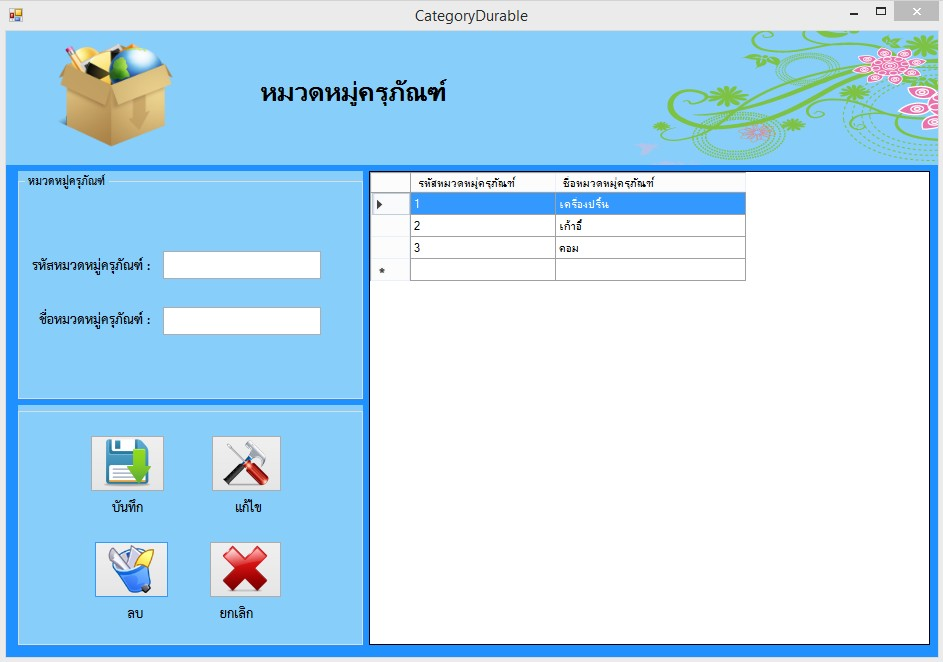 CategoryDurable
หมวดหมู่ครุภัณฑ์
หมวดหมู่ครุภัณฑ์
รหัสหมวดหมู่ครุภัณฑ์ :
ชื่อหมวดหมู่ครุภัณฑ์ :
บันทึก แก้ไข
ลบ ยกเลิก
รหัสหมวดหมู่ครุภัณฑ์ ชื่อหมวดหมู่ครุภัณฑ์
1 เครื่องปริ้น
2 เก้าอี้
3 คอม